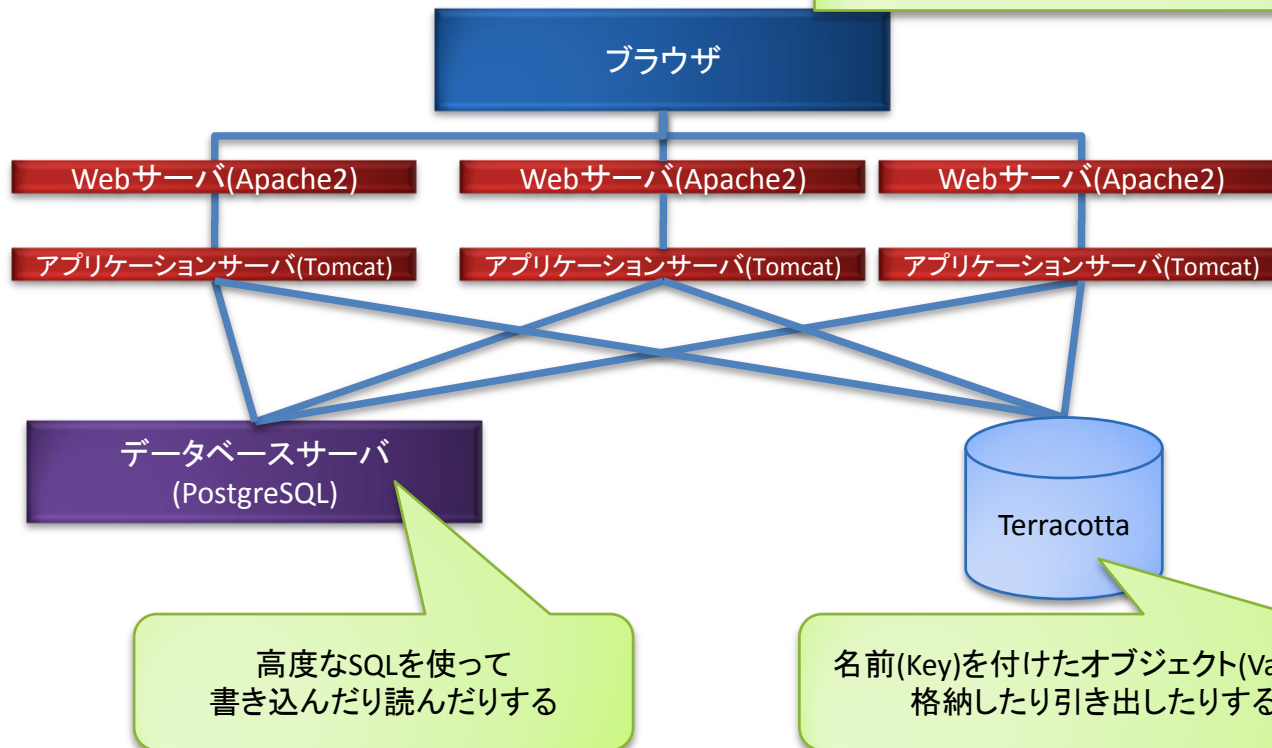 ブラウザ
Webサーバ(Apache2)
Webサーバ(Apache2)
Webサーバ(Apache2)
アプリケーションサーバ(Tomcat)
アプリケーションサーバ(Tomcat)
アプリケーションサーバ(Tomcat)
データベースサーバ
(PostgreSQL)
Terracotta
高度なSQLを使って
書き込んだり読んだりする
名前(Key)を付けたオブジェクト(Va
格納したり引き出したりする